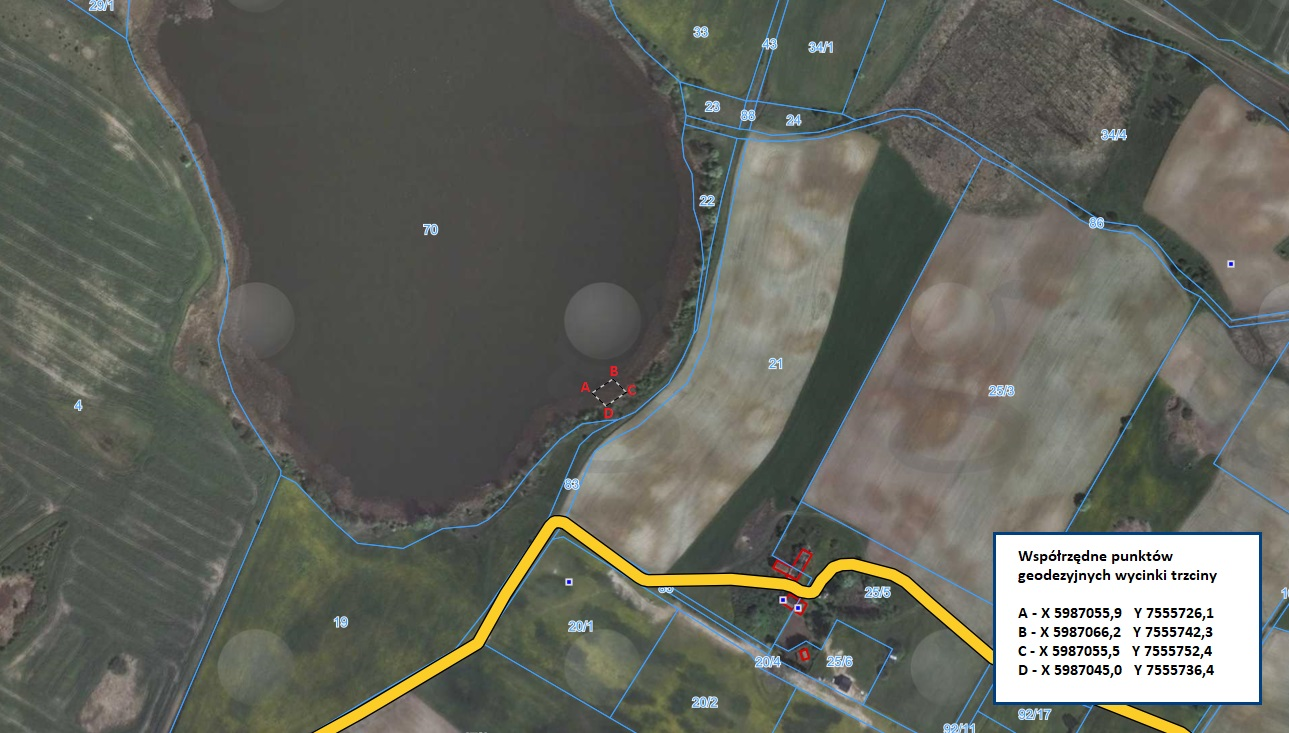 29/1
33
43
34/1
23
86
24
34/4
22
86
70
21
25/3
4
A
B
C
D
83
19
20/1
25/5
20/4
25/6
20/2
92/11
92/17
Współrzędne punktów
geodezyjnych wycinki trzciny
A - X 5987055,9 Y 7555726,1
B - X 5987066,2 Y 7555742,3
C - X 5987055,5 Y 7555752,4
D - X 5987045,0 Y 7555736,4